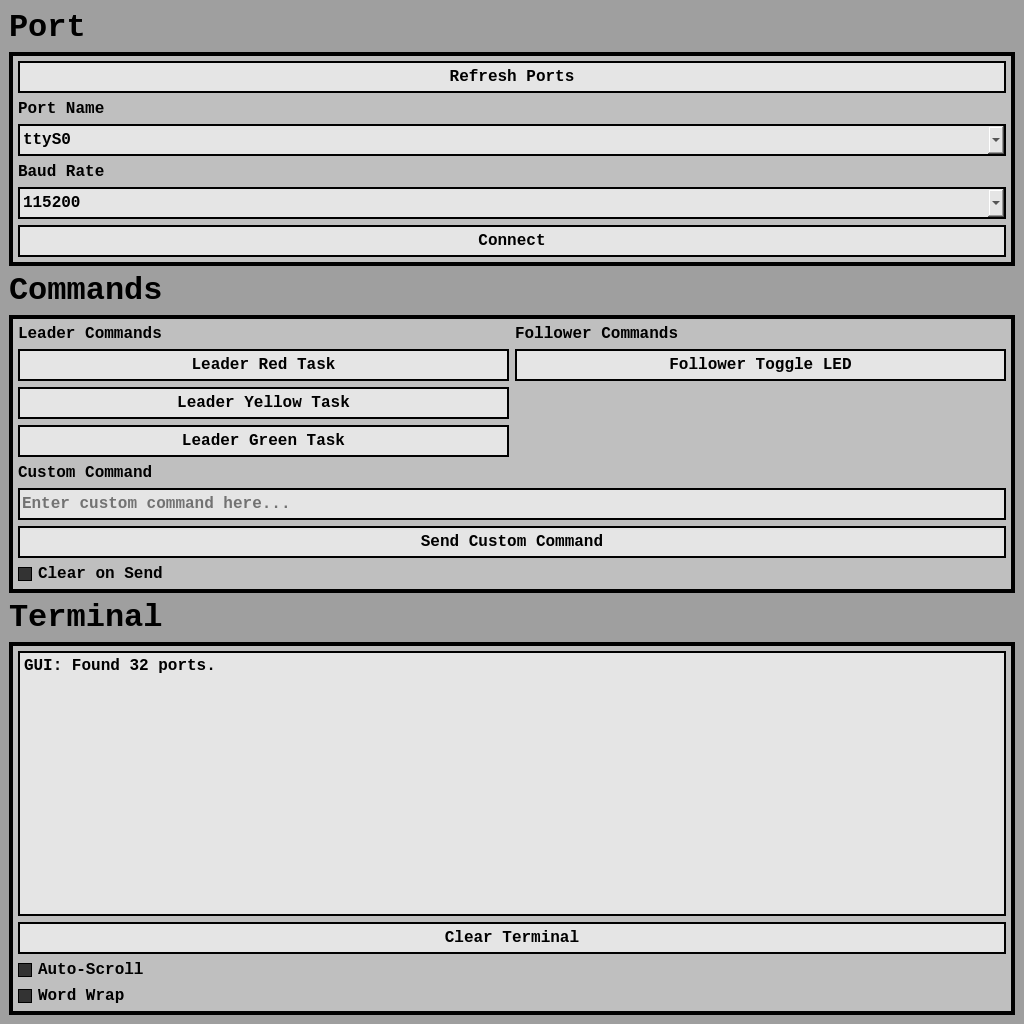 Port
Refresh Ports
Port Name
ttyS0
Baud Rate
115200
Connect
Commands
Leader Commands
Follower Commands
Leader Red Task
Follower Toggle LED
Leader Yellow Task
Leader Green Task
Custom Command
Enter custom command here...
Send Custom Command
Clear on Send
Terminal
GUI: Found 32 ports.
Clear Terminal
Auto-Scroll
Word Wrap